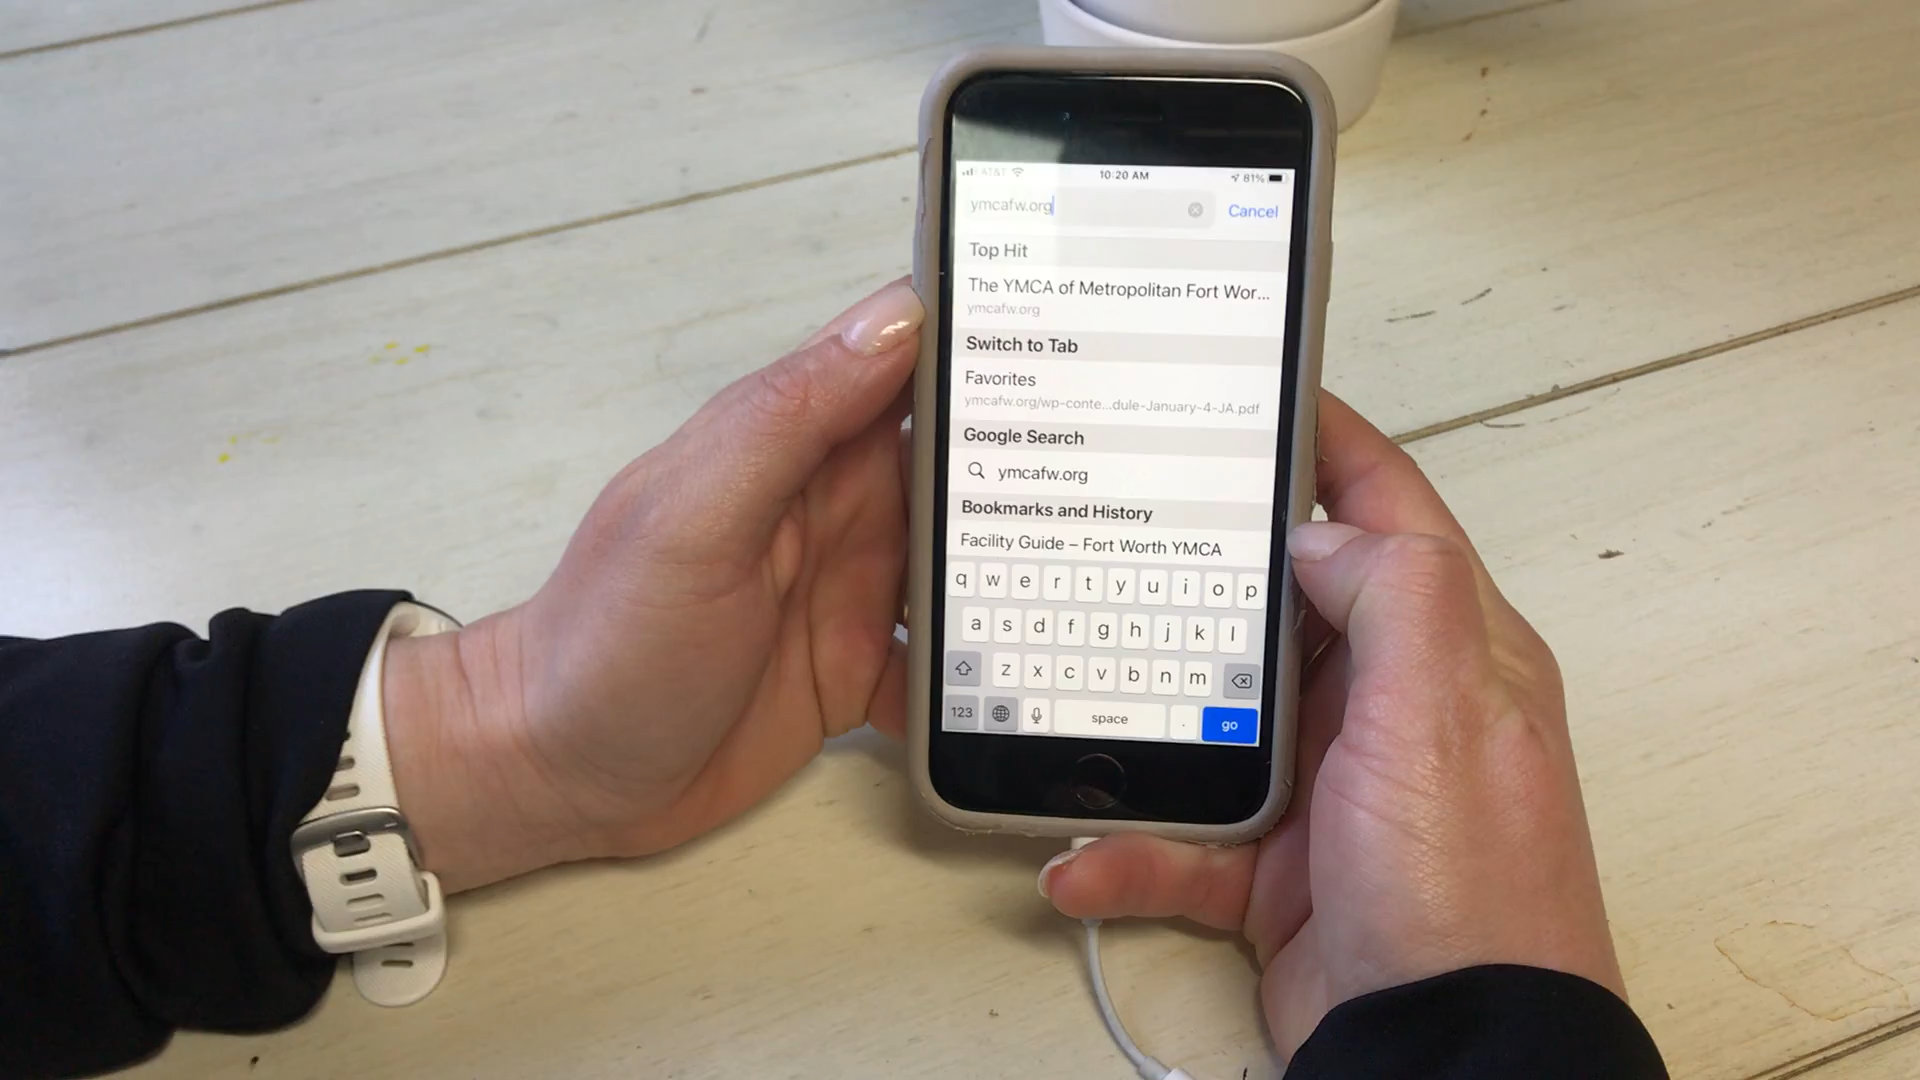 AT&T 10:20 AM 81%
ymcafw.org Cancel
Top Hit
The YMCA of Metropolitan Fort Wor...
ymcafw.org
Switch to Tab
Favorites
ymcafw.org/wp-conte...dule-January-4-JA.pdf
Google Search
ymcafw.org
Bookmarks and History
Facility Guide – Fort Worth YMCA
q w e r t y u i o p
a s d f g h j k l
z x c v b n m
123 space . go